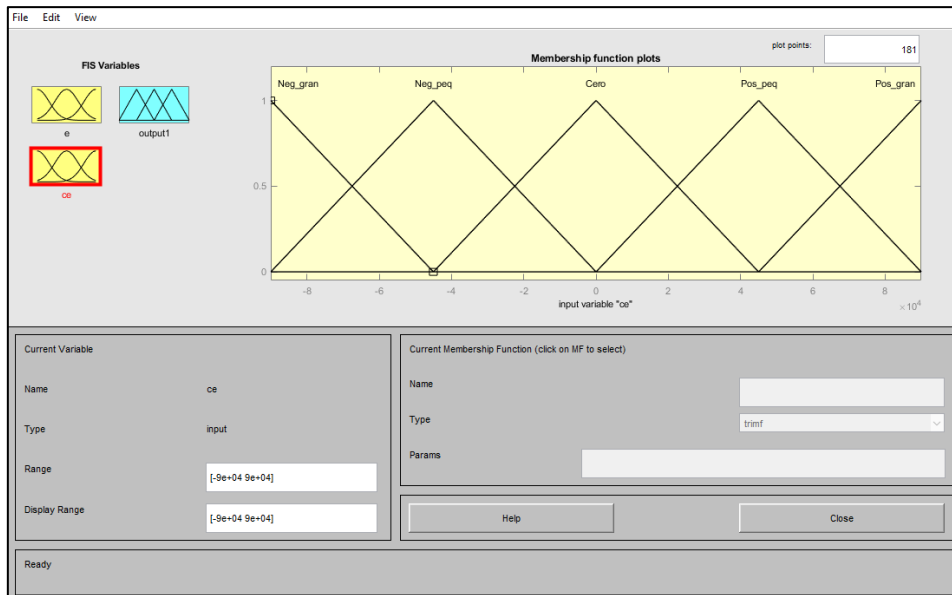 File Edit View
FIS Variables
e
output1
ce
plot points:
181
Membership function plots
Neg_gran Neg_peq Cero Pos_peq Pos_gran
1
0.5
0
-8 -6 -4 -2 0 2 4 6 8
×10⁴
input variable "ce"
Current Variable
Name ce
Type input
Range [-9e+04 9e+04]
Display Range [-9e+04 9e+04]
Current Membership Function (click on MF to select)
Name
Type trimf
Params
Help Close
Ready